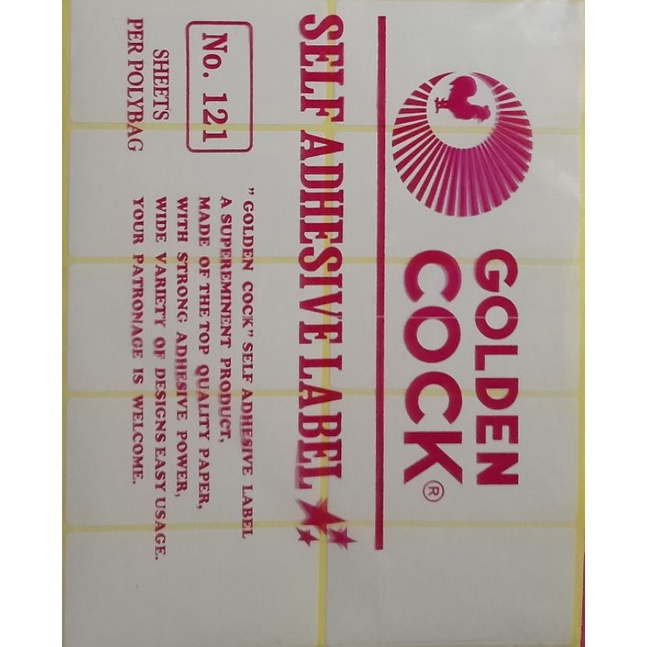 GOLDEN
COCK®
SELF ADHESIVE LABEL
No. 121
SHEETS
PER POLYBAG
"GOLDEN COCK" SELF ADHESIVE LABEL
A SUPEREMINENT PRODUCT,
MADE OF THE TOP QUALITY PAPER,
WITH STRONG ADHESIVE POWER,
WIDE VARIETY OF DESIGNS EASY USAGE.
YOUR PATRONAGE IS WELCOME.